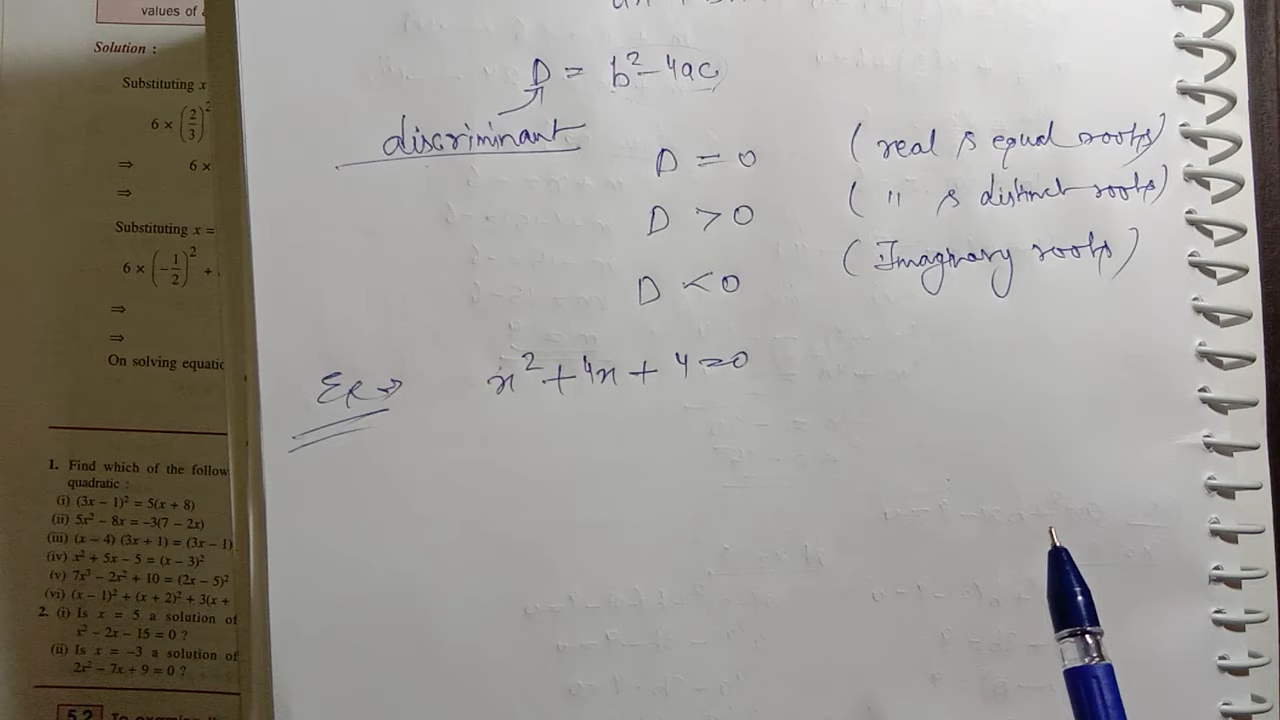 values of
Solution :
Substituting x
6 × (2/3)²
⇒ 6 ×
⇒
Substituting x =
6 × (−1/2)² +
⇒
⇒
On solving equatio
1. Find which of the follow
quadratic :
(i) (3x − 1)² = 5(x + 8)
(ii) 5x² − 8x = −3(7 − 2x)
(iii) (x − 4) (3x + 1) = (3x − 1)
(iv) x² + 5x − 5 = (x − 3)²
(v) 7x³ − 2x² + 10 = (2x − 5)²
(vi) (x − 1)² + (x + 2)² + 3(x +
2. (i) Is x = 5 a solution of
x² − 2x − 15 = 0 ?
(ii) Is x = −3 a solution of
2x² − 7x + 9 = 0 ?
5.2
D = b² − 4ac
discriminant
D = 0 (real & equal roots)
D > 0 ( " & distinct roots)
D < 0 (Imaginary roots)
Ex→ x² + 4x + 4 = 0